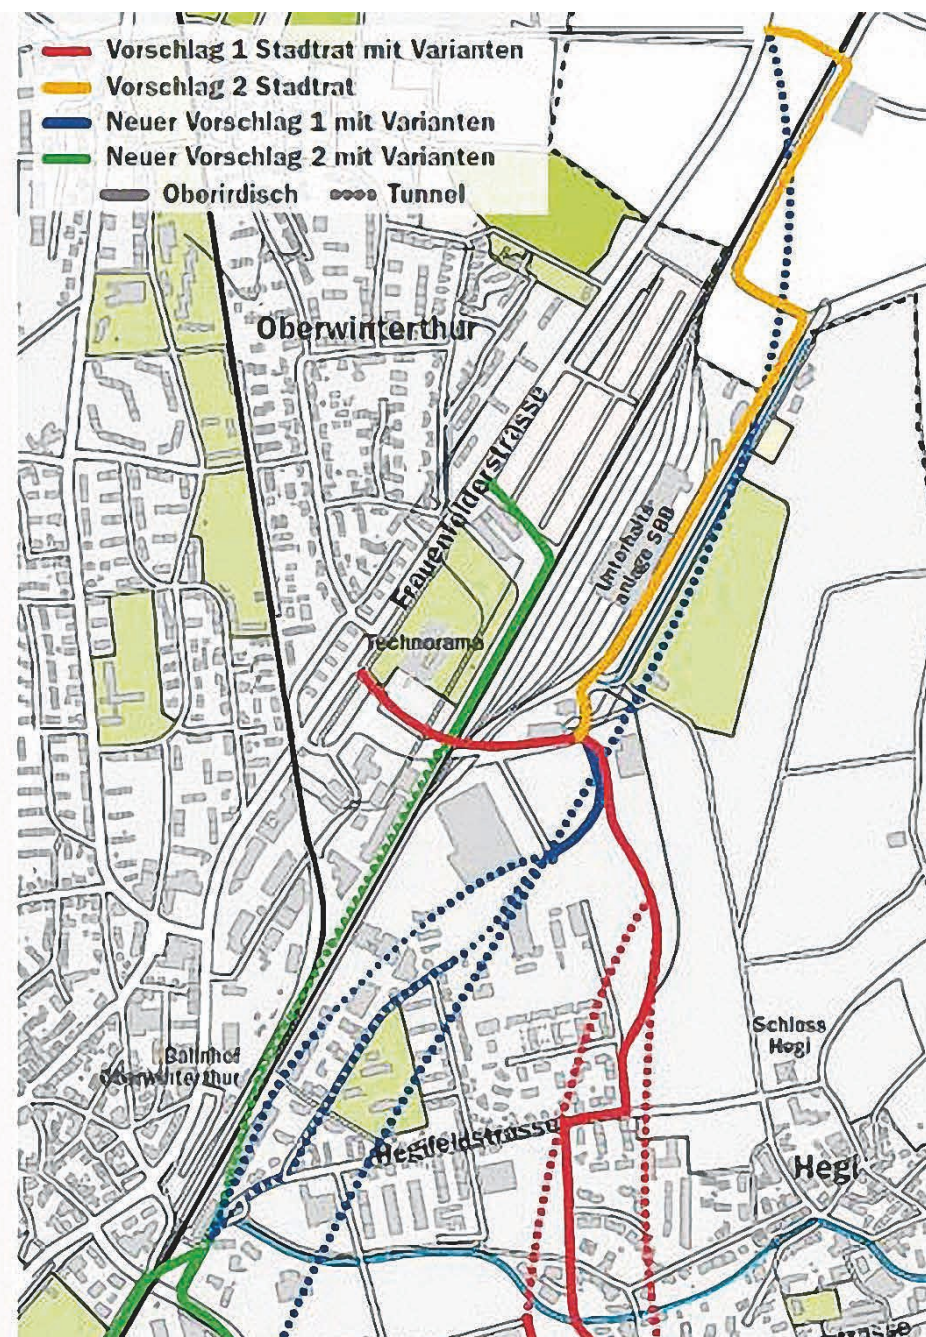 Vorschlag 1 Stadtrat mit Varianten
Vorschlag 2 Stadtrat
Neuer Vorschlag 1 mit Varianten
Neuer Vorschlag 2 mit Varianten
Oberirdisch
Tunnel
Oberwinterthur
Frauenfelderstrasse
Unterhalts-
anlage SBB
Technorama
Schloss
Hegi
Bahnhof
Oberwinterthur
Hegifeldstrasse
Hegi